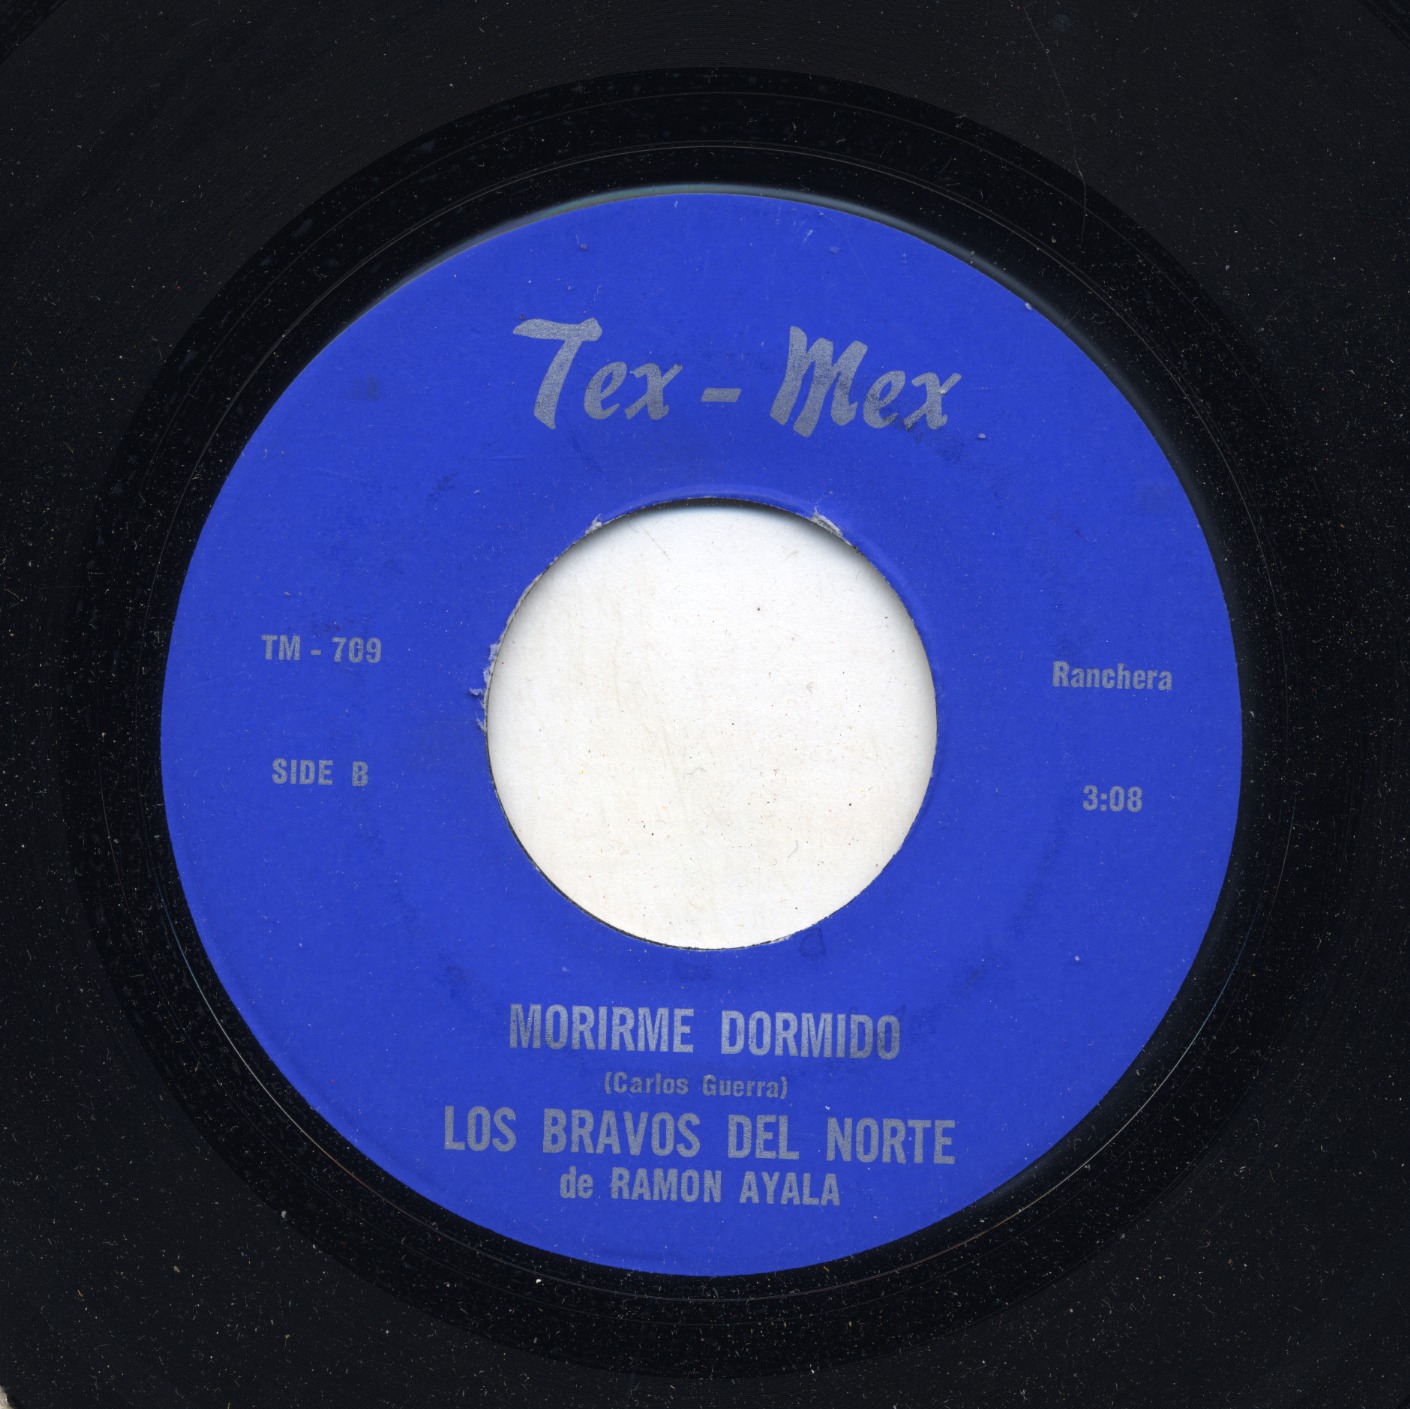 Tex - Mex
TM - 709
SIDE B
Ranchera
3:08
MORIRME DORMIDO
(Carlos Guerra)
LOS BRAVOS DEL NORTE
de RAMON AYALA